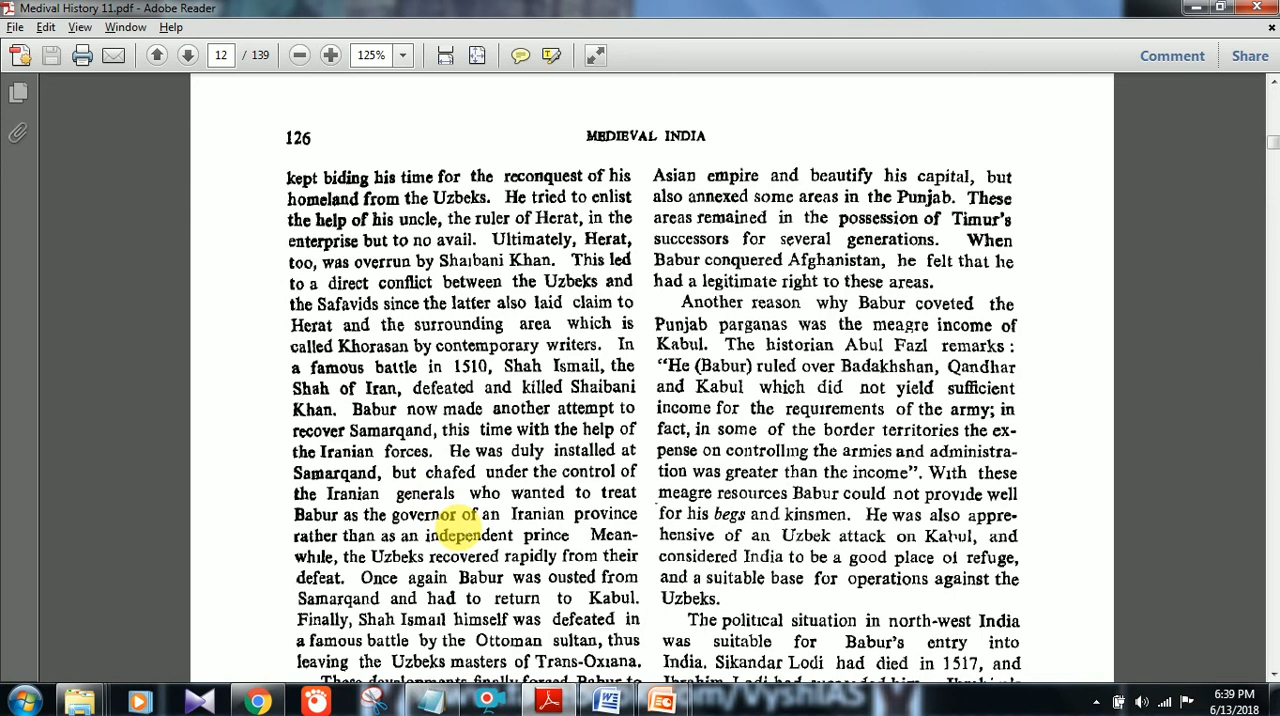 Medival History 11.pdf - Adobe Reader
File Edit View Window Help
12 / 139 125% Comment Share
126 MEDIEVAL INDIA
kept biding his time for the reconquest of his
homeland from the Uzbeks. He tried to enlist
the help of his uncle, the ruler of Herat, in the
enterprise but to no avail. Ultimately, Herat,
too, was overrun by Shaibani Khan. This led
to a direct conflict between the Uzbeks and
the Safavids since the latter also laid claim to
Herat and the surrounding area which is
called Khorasan by contemporary writers. In
a famous battle in 1510, Shah Ismail, the
Shah of Iran, defeated and killed Shaibani
Khan. Babur now made another attempt to
recover Samarqand, this time with the help of
the Iranian forces. He was duly installed at
Samarqand, but chafed under the control of
the Iranian generals who wanted to treat
Babur as the governor of an Iranian province
rather than as an independent prince Mean-
while, the Uzbeks recovered rapidly from their
defeat. Once again Babur was ousted from
Samarqand and had to return to Kabul.
Finally, Shah Ismail himself was defeated in
a famous battle by the Ottoman sultan, thus
leaving the Uzbeks masters of Trans-Oxiana.
These developments finally forced Babur to
Asian empire and beautify his capital, but
also annexed some areas in the Punjab. These
areas remained in the possession of Timur's
successors for several generations. When
Babur conquered Afghanistan, he felt that he
had a legitimate right to these areas.
Another reason why Babur coveted the
Punjab parganas was the meagre income of
Kabul. The historian Abul Fazl remarks :
"He (Babur) ruled over Badakhshan, Qandhar
and Kabul which did not yield sufficient
income for the requirements of the army; in
fact, in some of the border territories the ex-
pense on controlling the armies and administra-
tion was greater than the income". With these
meagre resources Babur could not provide well
for his begs and kinsmen. He was also appre-
hensive of an Uzbek attack on Kabul, and
considered India to be a good place of refuge,
and a suitable base for operations against the
Uzbeks.
The political situation in north-west India
was suitable for Babur's entry into
India. Sikandar Lodi had died in 1517, and
Ibrahim Lodi had succeeded him.
6:39 PM
6/13/2018